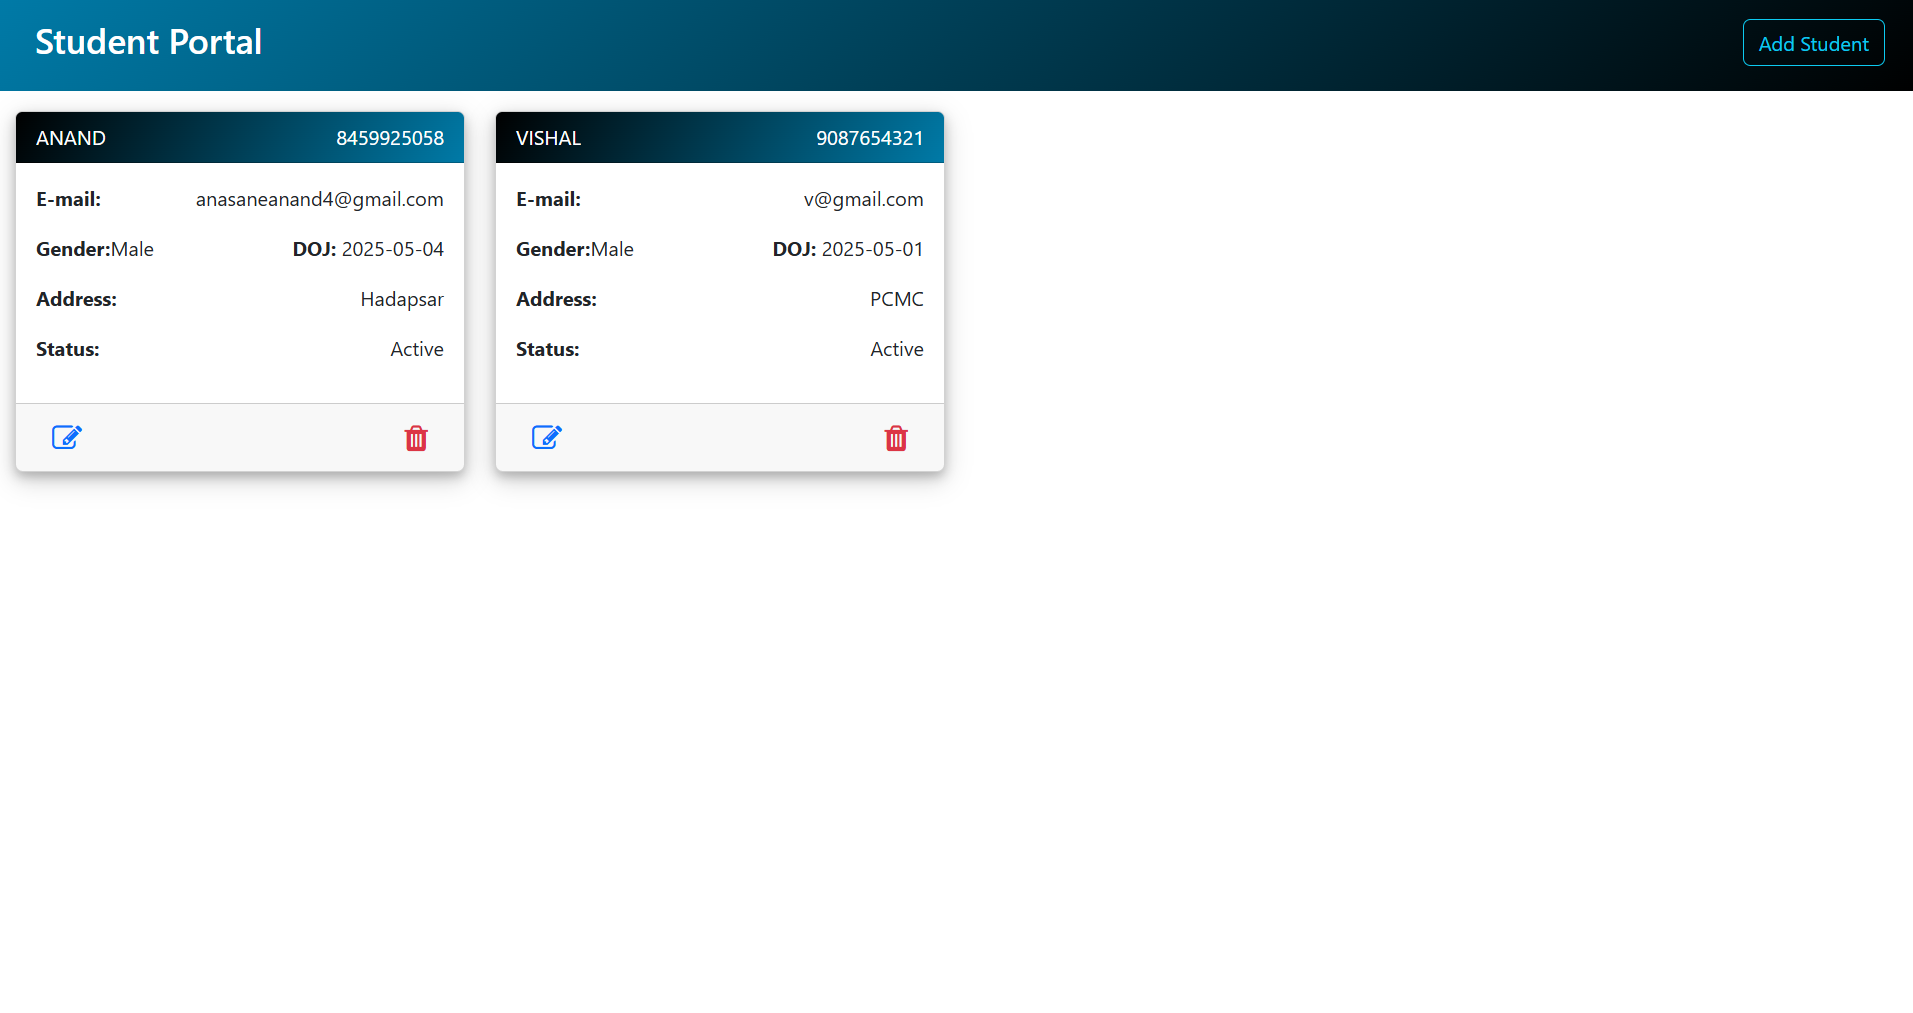 Student Portal
Add Student
ANAND 8459925058
E-mail: anasaneanand4@gmail.com
Gender:Male DOJ: 2025-05-04
Address: Hadapsar
Status: Active
VISHAL 9087654321
E-mail: v@gmail.com
Gender:Male DOJ: 2025-05-01
Address: PCMC
Status: Active